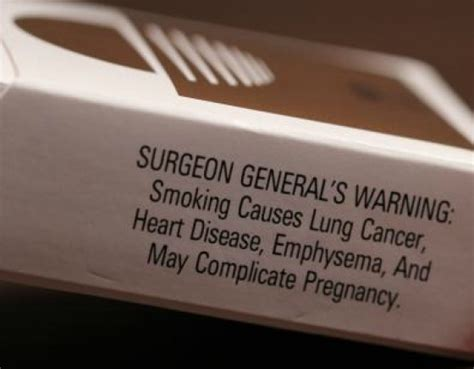 SURGEON GENERAL'S WARNING:
Smoking Causes Lung Cancer,
Heart Disease, Emphysema, And
May Complicate Pregnancy.